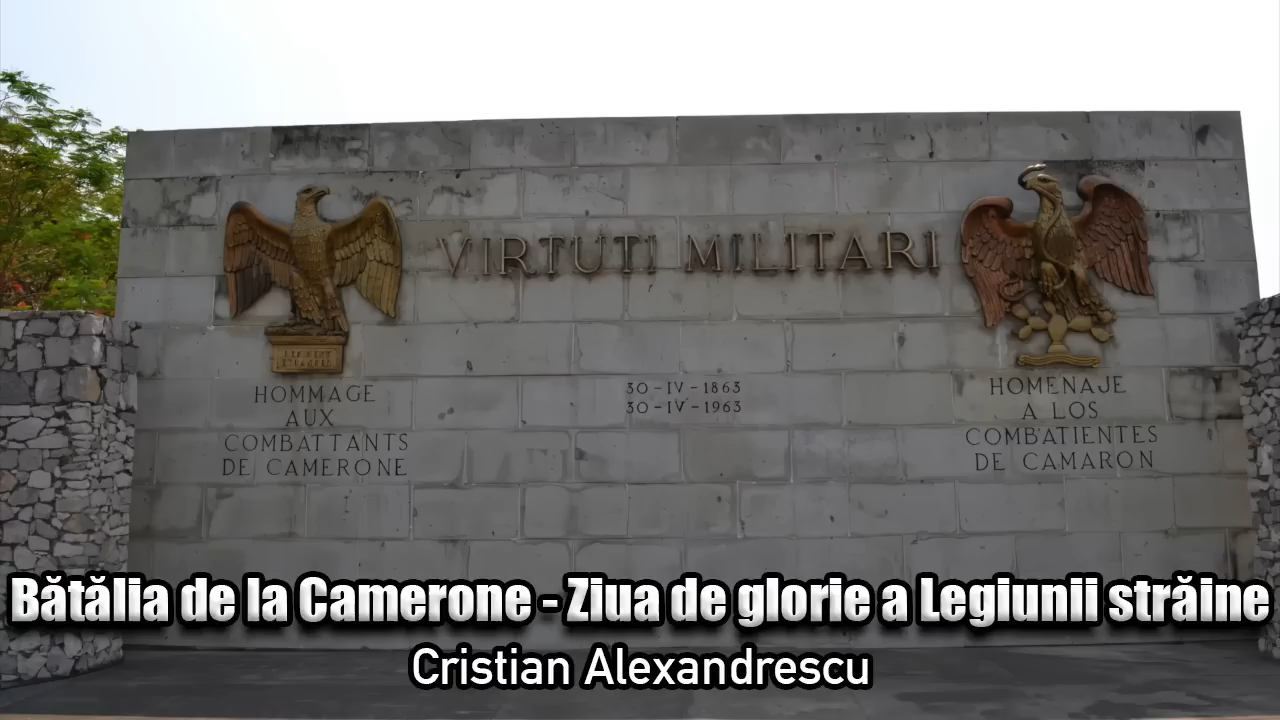 VIRTUTI MILITARI
HOMMAGE
AUX
COMBATTANTS
DE CAMERONE
30-IV-1863
30-IV-1963
HOMENAJE
A LOS
COMBATIENTES
DE CAMARON
Bătălia de la Camerone - Ziua de glorie a Legiunii străine
Cristian Alexandrescu